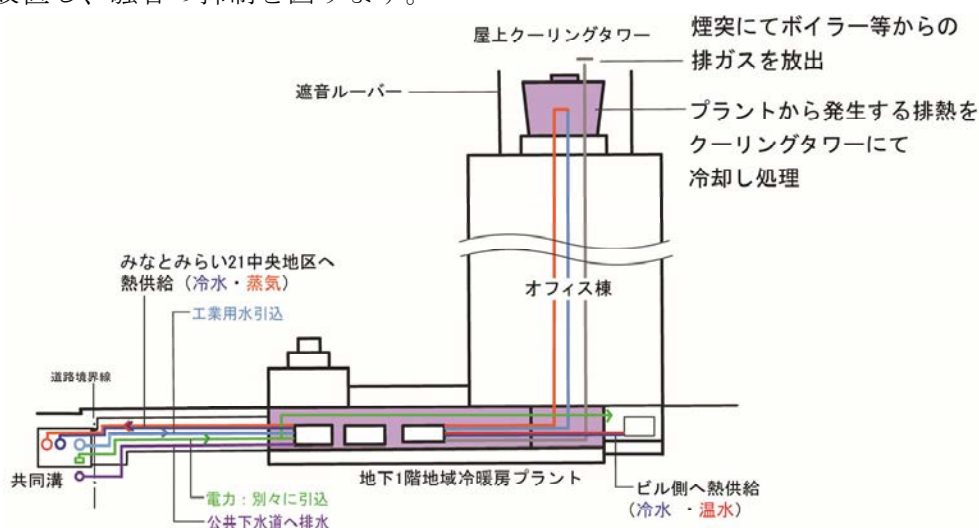 屋上クーリングタワー
煙突にてボイラー等からの
排ガスを放出
遮音ルーバー
プラントから発生する排熱を
クーリングタワーにて
冷却し処理
みなとみらい21中央地区へ
熱供給(冷水・蒸気)
オフィス棟
工業用水引込
道路境界線
共同溝
地下1階地域冷暖房プラント
電力:別々に引込
公共下水道へ排水
ビル側へ熱供給
(冷水 ・温水)